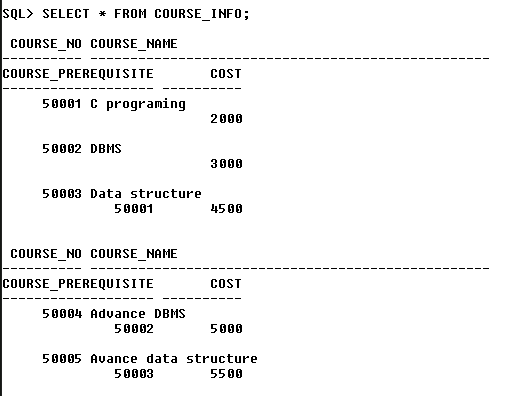 SQL> SELECT * FROM COURSE_INFO;
COURSE_NO COURSE_NAME
---------- --------------------------------------------------
COURSE_PREREQUISITE       COST
------------------- ----------
50001 C programing
2000
50002 DBMS
3000
50003 Data structure
50001       4500
COURSE_NO COURSE_NAME
---------- --------------------------------------------------
COURSE_PREREQUISITE       COST
------------------- ----------
50004 Advance DBMS
50002       5000
50005 Avance data structure
50003       5500